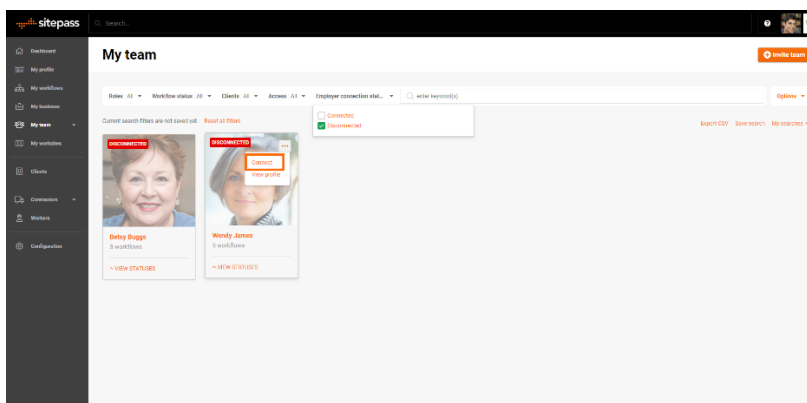 sitepass
Search...
Dashboard
My profile
My workflows
My business
My team
My worksites
Clients
Contractors
Workers
Configuration
My team
Invite team
Roles All
Workflow status All
Clients All
Access All
Employer connection stat...
enter keyword(s)
Options
Connected
Disconnected
Current search filters are not saved yet. Reset all filters
Export CSV Save search My searches
DISCONNECTED
Betsy Buggs
5 workflows
VIEW STATUSES
DISCONNECTED
Connect
View profile
Wendy James
5 workflows
VIEW STATUSES